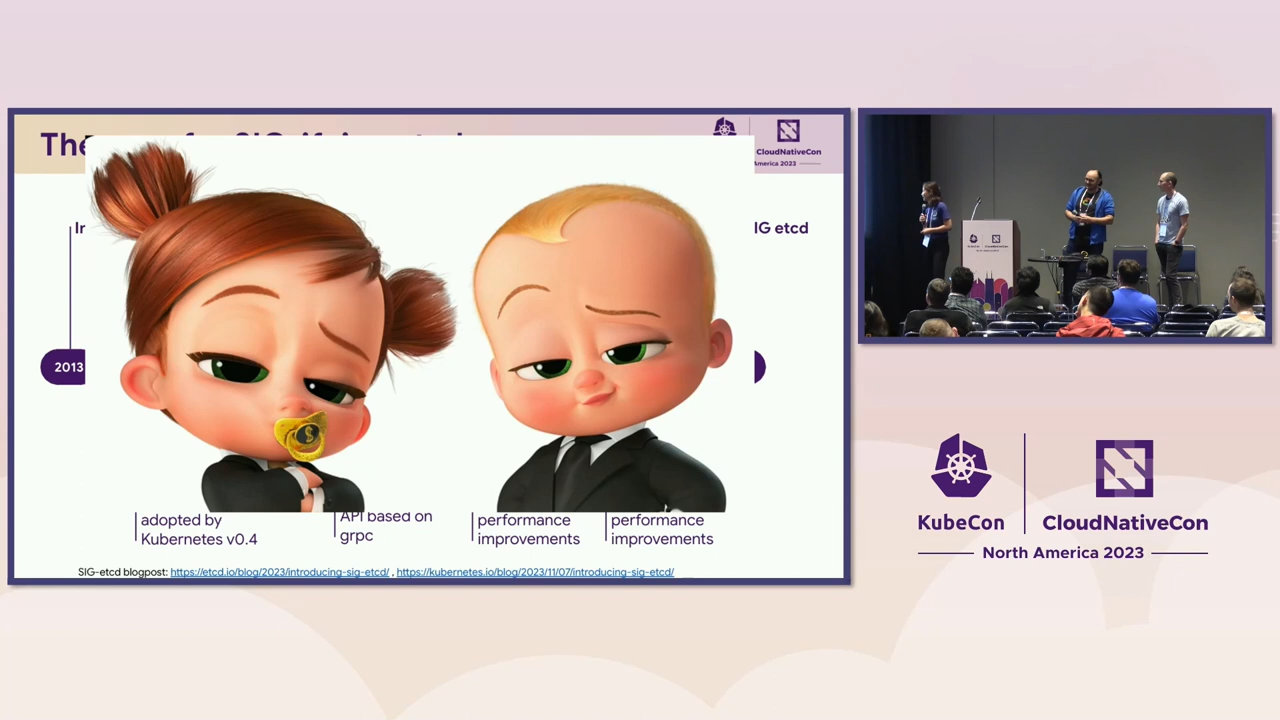 The
CloudNativeCon
America 2023
IG etcd
2013
adopted by
Kubernetes v0.4
API based on
grpc
performance
improvements
performance
improvements
SIG-etcd blogpost: https://etcd.io/blog/2023/introducing-sig-etcd/ , https://kubernetes.io/blog/2023/11/07/introducing-sig-etcd/
KubeCon
CloudNativeCon
North America 2023